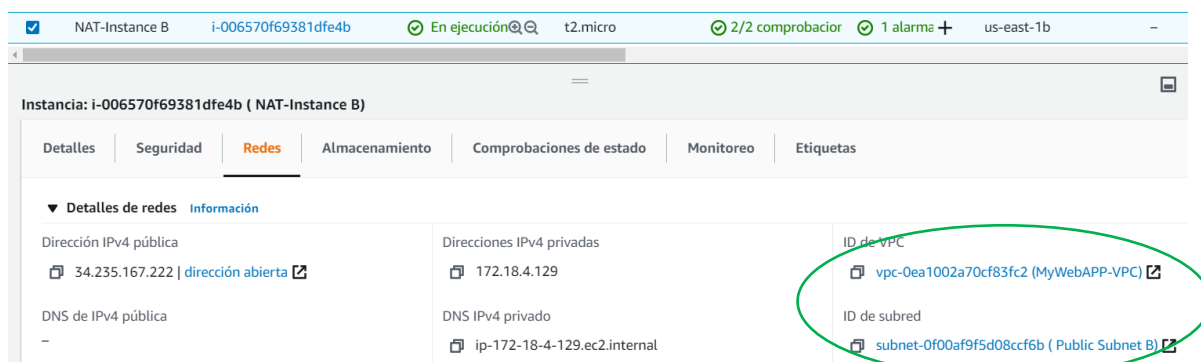 NAT-Instance B i-006570f69381dfe4b En ejecución t2.micro 2/2 comprobacior 1 alarma us-east-1b –
Instancia: i-006570f69381dfe4b ( NAT-Instance B)
Detalles Seguridad Redes Almacenamiento Comprobaciones de estado Monitoreo Etiquetas
Detalles de redes Información
Dirección IPv4 pública Direcciones IPv4 privadas ID de VPC
34.235.167.222 | dirección abierta 172.18.4.129 vpc-0ea1002a70cf83fc2 (MyWebAPP-VPC)
DNS de IPv4 pública DNS IPv4 privado ID de subred
– ip-172-18-4-129.ec2.internal subnet-0f00af9f5d08ccf6b ( Public Subnet B)